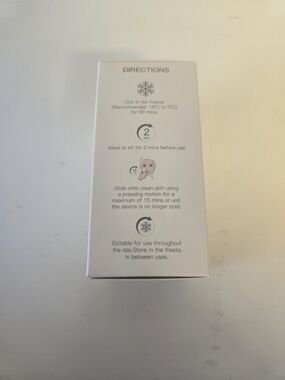 DIRECTIONS
Chill in the freezer
(Recommended -18°C to 0°C)
for 90 mins.
2
Allow to sit for 2 mins before use.
Glide onto clean skin using
a pressing motion for a
maximum of 15 mins or until
the device is no longer cold.
Suitable for use throughout
the day.Store in the freeze
in between uses.